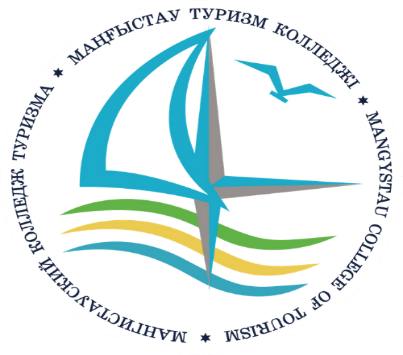 МАҢҒЫСТАУ ТУРИЗМ КОЛЛЕДЖІ
MANGYSTAU COLLEGE OF TOURISM
МАНГИСТАУСКИЙ КОЛЛЕДЖ ТУРИЗМА